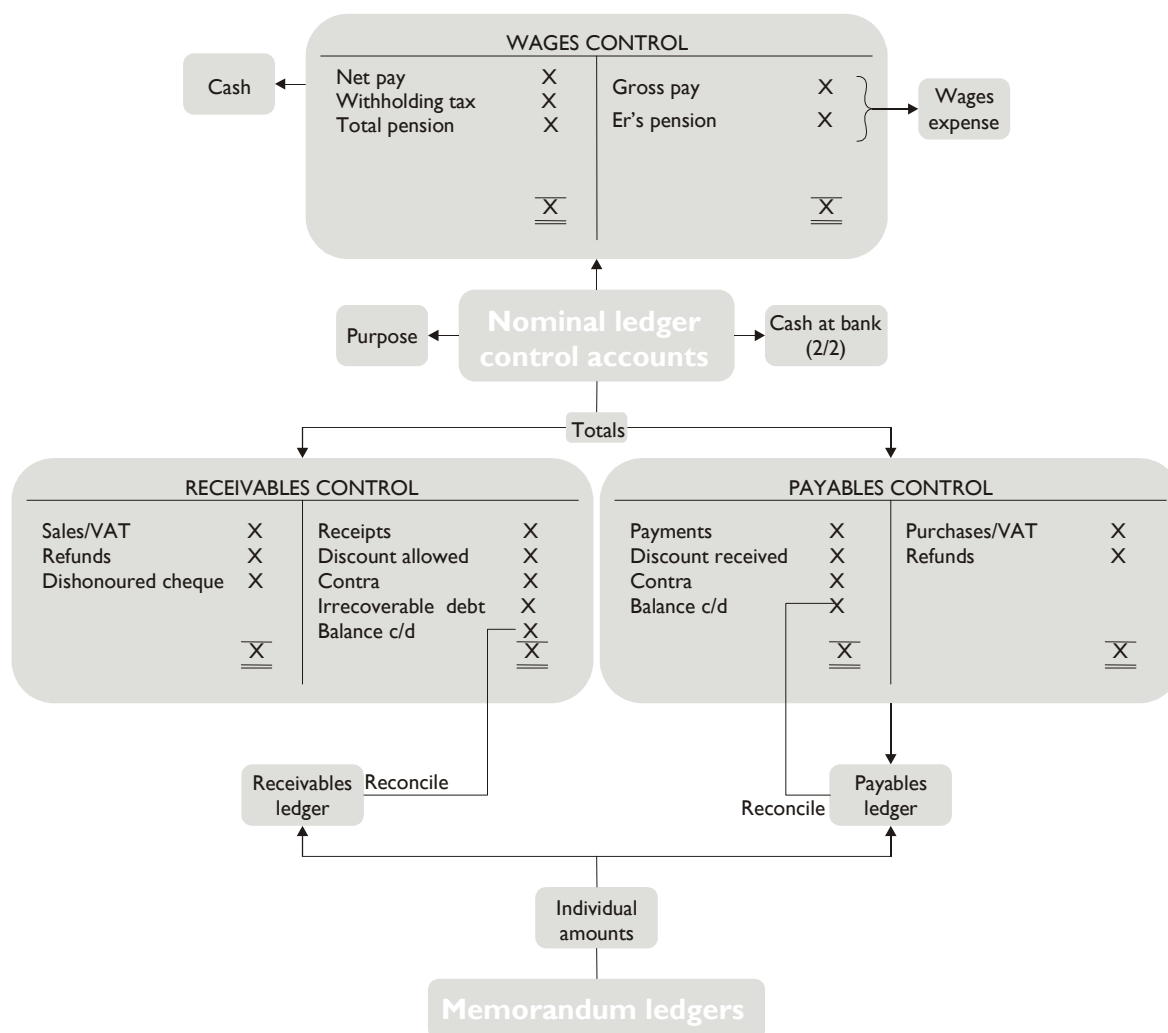 WAGES CONTROL
Cash
Net pay X
Withholding tax X
Total pension X
X
Gross pay X
Er's pension X
X
Wages
expense
Purpose
Nominal ledger
control accounts
Cash at bank
(2/2)
Totals
RECEIVABLES CONTROL
Sales/VAT X
Refunds X
Dishonoured cheque X
X
Receipts X
Discount allowed X
Contra X
Irrecoverable debt X
Balance c/d X
X
PAYABLES CONTROL
Payments X
Discount received X
Contra X
Balance c/d X
X
Purchases/VAT X
Refunds X
X
Receivables
ledger
Reconcile
Reconcile
Payables
ledger
Individual
amounts
Memorandum ledgers